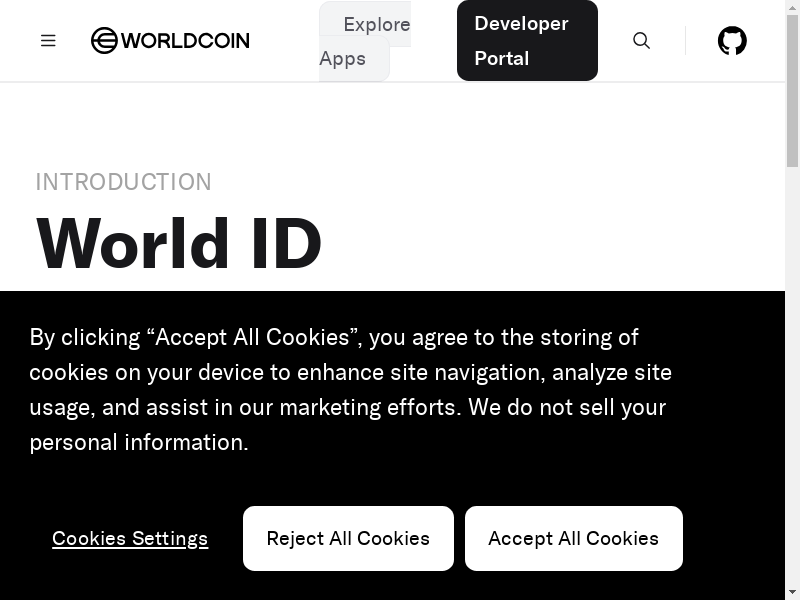 WORLDCOIN
Explore
Apps
Developer
Portal
INTRODUCTION
World ID
By clicking “Accept All Cookies”, you agree to the storing of
cookies on your device to enhance site navigation, analyze site
usage, and assist in our marketing efforts. We do not sell your
personal information.
Cookies Settings
Reject All Cookies
Accept All Cookies